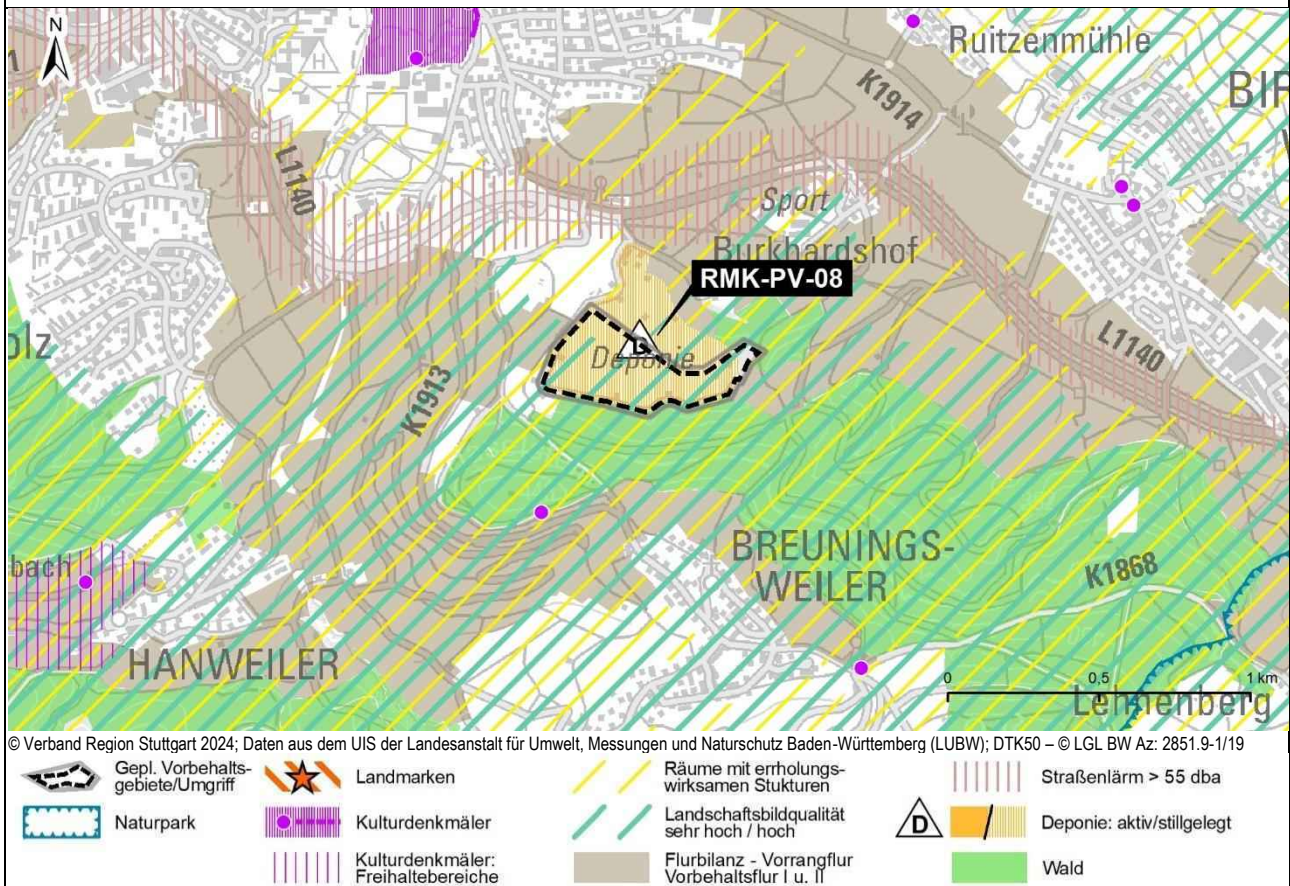 N
H
Ruitzenmühle
BIR
K1914
L1140
Sport
Burkhardshof
RMK-PV-08
D
Deponie
olz
K1913
L1140
BREUNINGS-
WEILER
bach
K1868
HANWEILER
0 0,5 1 km
Lehnenberg
© Verband Region Stuttgart 2024; Daten aus dem UIS der Landesanstalt für Umwelt, Messungen und Naturschutz Baden-Württemberg (LUBW); DTK50 – © LGL BW Az: 2851.9-1/19
Gepl. Vorbehalts-
gebiete/Umgriff
Naturpark
Landmarken
Kulturdenkmäler
Kulturdenkmäler:
Freihaltebereiche
Räume mit errholungs-
wirksamen Stukturen
Landschaftsbildqualität
sehr hoch / hoch
Flurbilanz - Vorrangflur
Vorbehaltsflur I u. II
Straßenlärm > 55 dba
D
Deponie: aktiv/stillgelegt
Wald